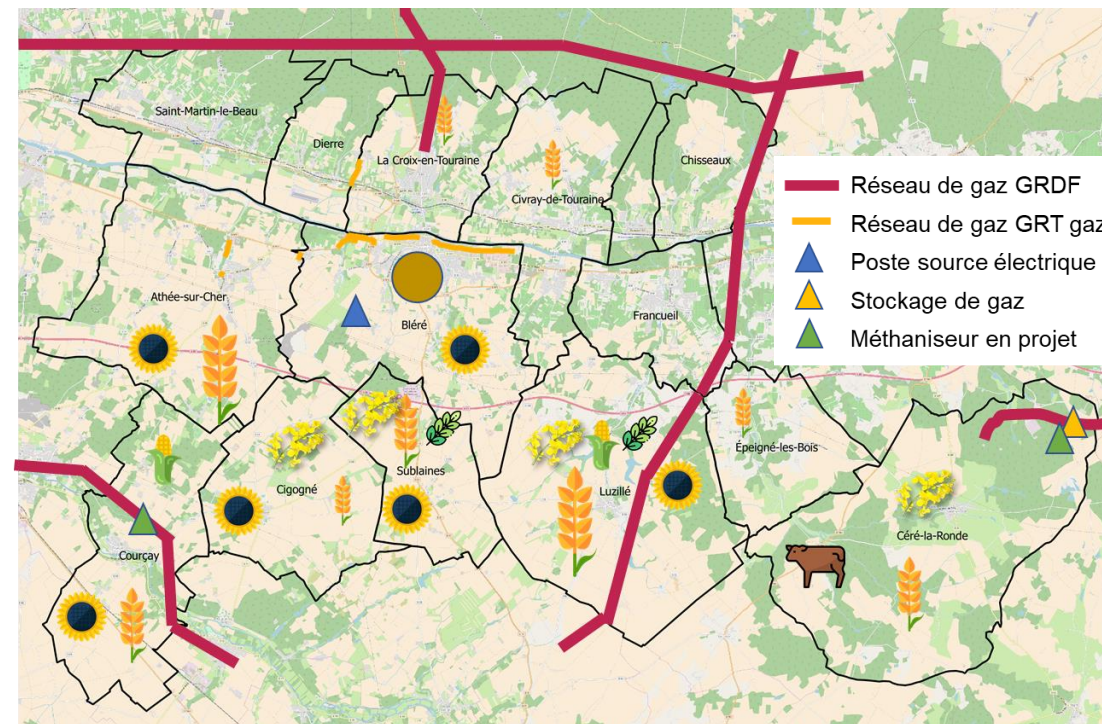 Saint-Martin-le-Beau
Dierre
La Croix-en-Touraine
Chisseaux
Civray-de-Touraine
Réseau de gaz GRDF
Réseau de gaz GRT gaz
Poste source électrique
Stockage de gaz
Méthaniseur en projet
Athée-sur-Cher
Bléré
Francueil
Épeigné-les-Bois
Sublaines
Cigogné
Luzillé
Céré-la-Ronde
Courçay